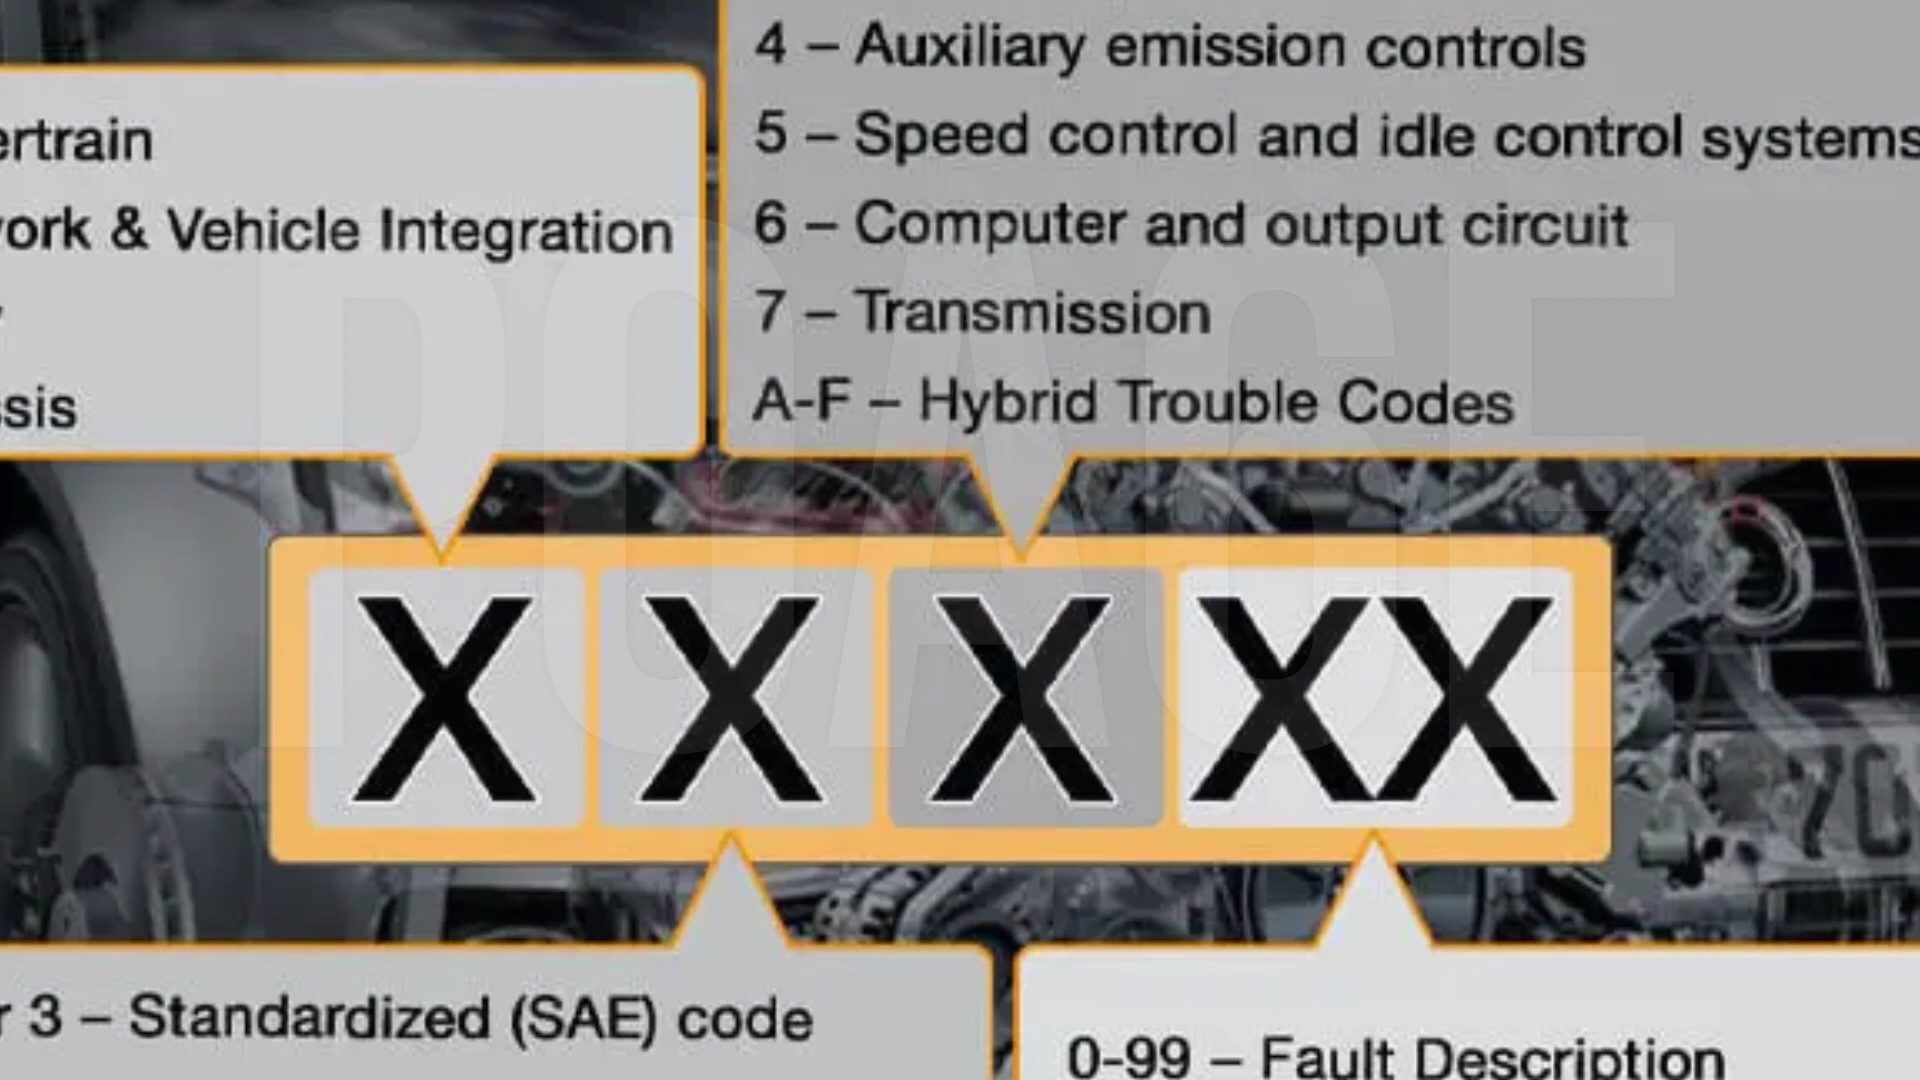 4 – Auxiliary emission controls
5 – Speed control and idle control systems
6 – Computer and output circuit
7 – Transmission
A-F – Hybrid Trouble Codes
ertrain
ork & Vehicle Integration
sis
X X X XX
r 3 – Standardized (SAE) code
0-99 – Fault Description